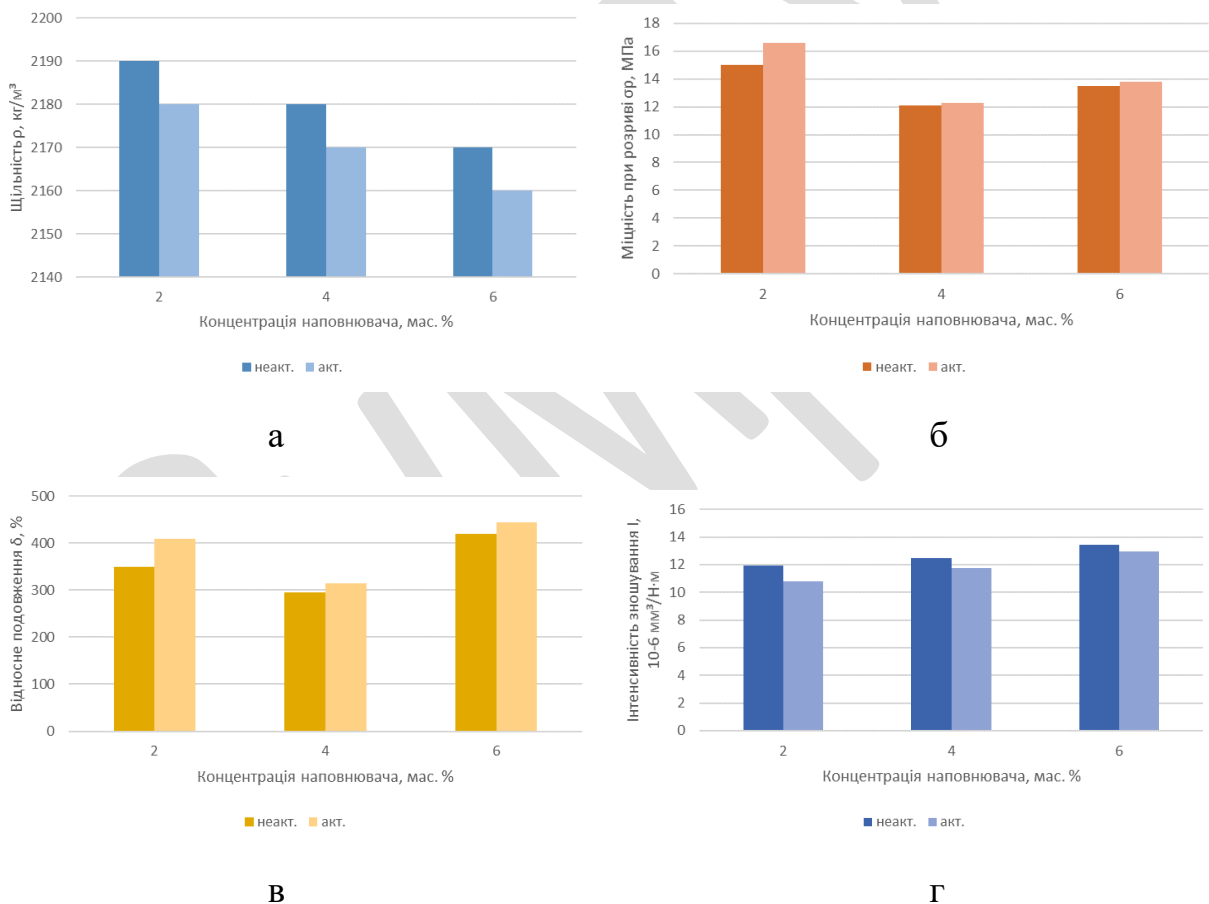 Щільність ρ, кг/м³
2200
2190
2180
2170
2160
2150
2140
2 4 6
Концентрація наповнювача, мас. %
неакт. акт.
а
Міцність при розриві σр, МПа
18
16
14
12
10
8
6
4
2
0
2 4 6
Концентрація наповнювача, мас. %
неакт. акт.
б
Відносне подовження δ, %
500
400
300
200
100
0
2 4 6
Концентрація наповнювача, мас. %
неакт. акт.
в
Інтенсивність зношування I,
10-6 мм³/Н·м
16
14
12
10
8
6
4
2
0
2 4 6
Концентрація наповнювача, мас. %
неакт. акт.
г